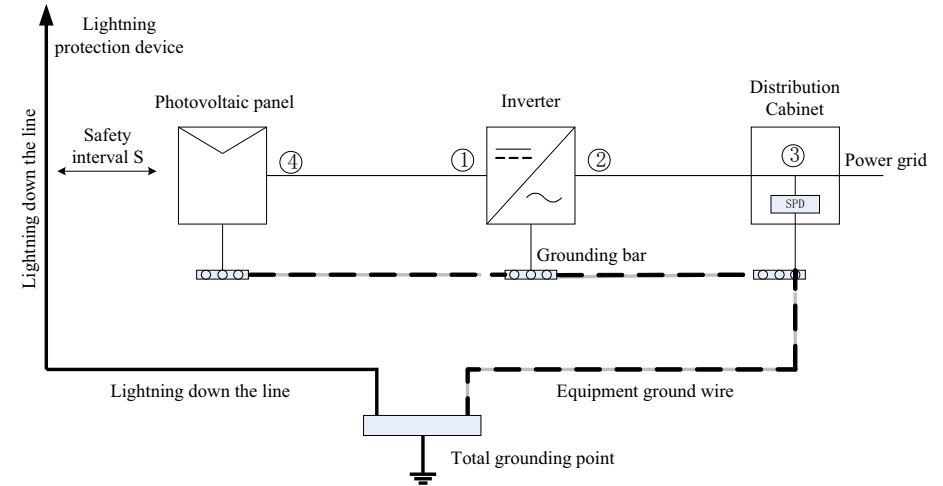 Lightning
protection device
Photovoltaic panel
Inverter
Distribution
Cabinet
Lightning down the line
Safety
interval S
④
①
②
③
Power grid
SPD
Grounding bar
Lightning down the line
Equipment ground wire
Total grounding point